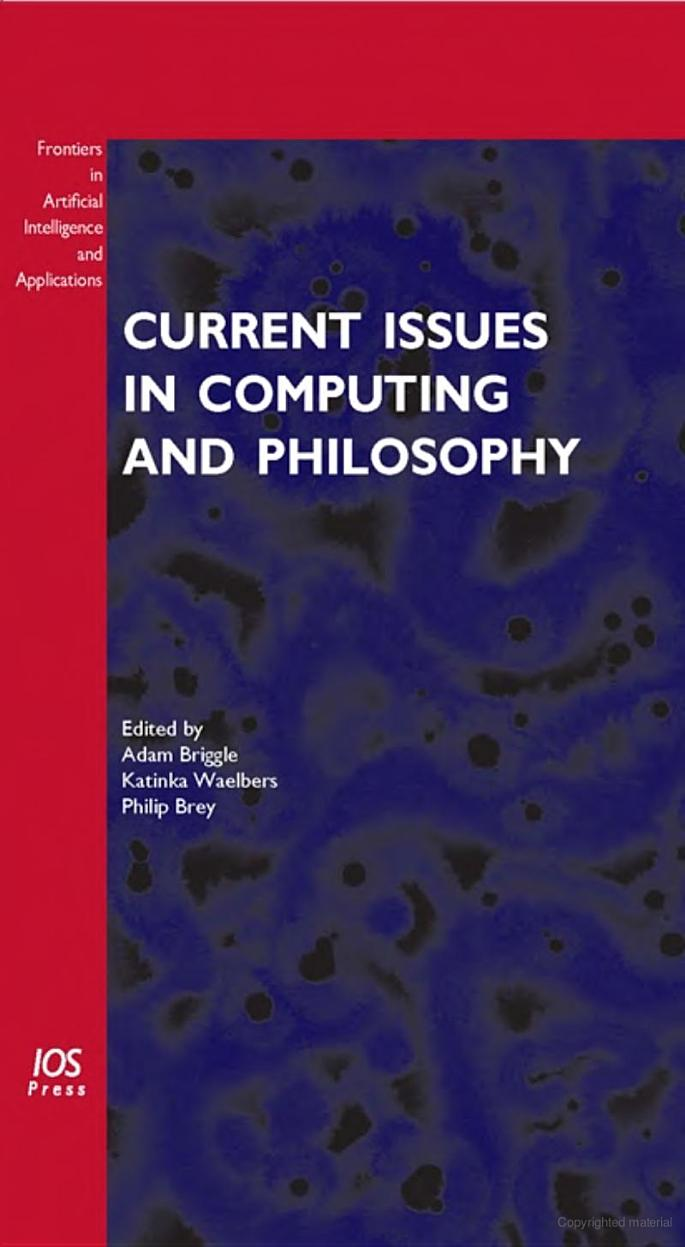 Frontiers
in
Artificial
Intelligence
and
Applications
CURRENT ISSUES
IN COMPUTING
AND PHILOSOPHY
Edited by
Adam Briggle
Katinka Waelbers
Philip Brey
IOS
Press
Copyrighted material